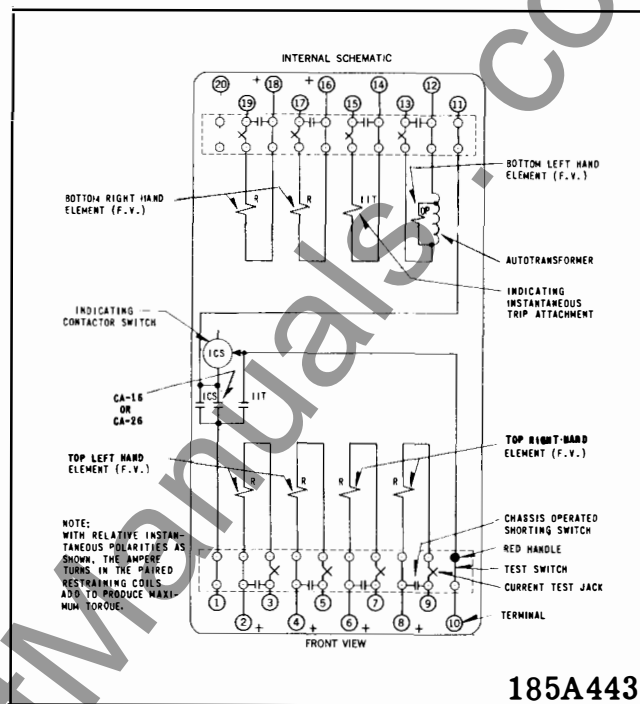 INTERNAL SCHEMATIC
20 + 18 + 16 14 12
19 17 15 13 11
BOTTOM LEFT HAND
ELEMENT (F.V.)
BOTTOM RIGHT HAND
ELEMENT (F.V.)
R R IIT OP
AUTOTRANSFORMER
INDICATING
INSTANTANEOUS
TRIP ATTACHMENT
INDICATING
CONTACTOR SWITCH
ICS
CA-16
OR
CA-26
ICS IIT
TOP LEFT HAND
ELEMENT (F.V.)
TOP RIGHT-HAND
ELEMENT (F.V.)
R R R R
NOTE:
WITH RELATIVE INSTAN-
TANEOUS POLARITIES AS
SHOWN, THE AMPERE
TURNS IN THE PAIRED
RESTRAINING COILS
ADD TO PRODUCE MAXI-
MUM TORQUE.
CHASSIS OPERATED
SHORTING SWITCH
RED HANDLE
TEST SWITCH
CURRENT TEST JACK
1 3 5 7 9
2 + 4 + 6 + 8 + 10
TERMINAL
FRONT VIEW
185A443